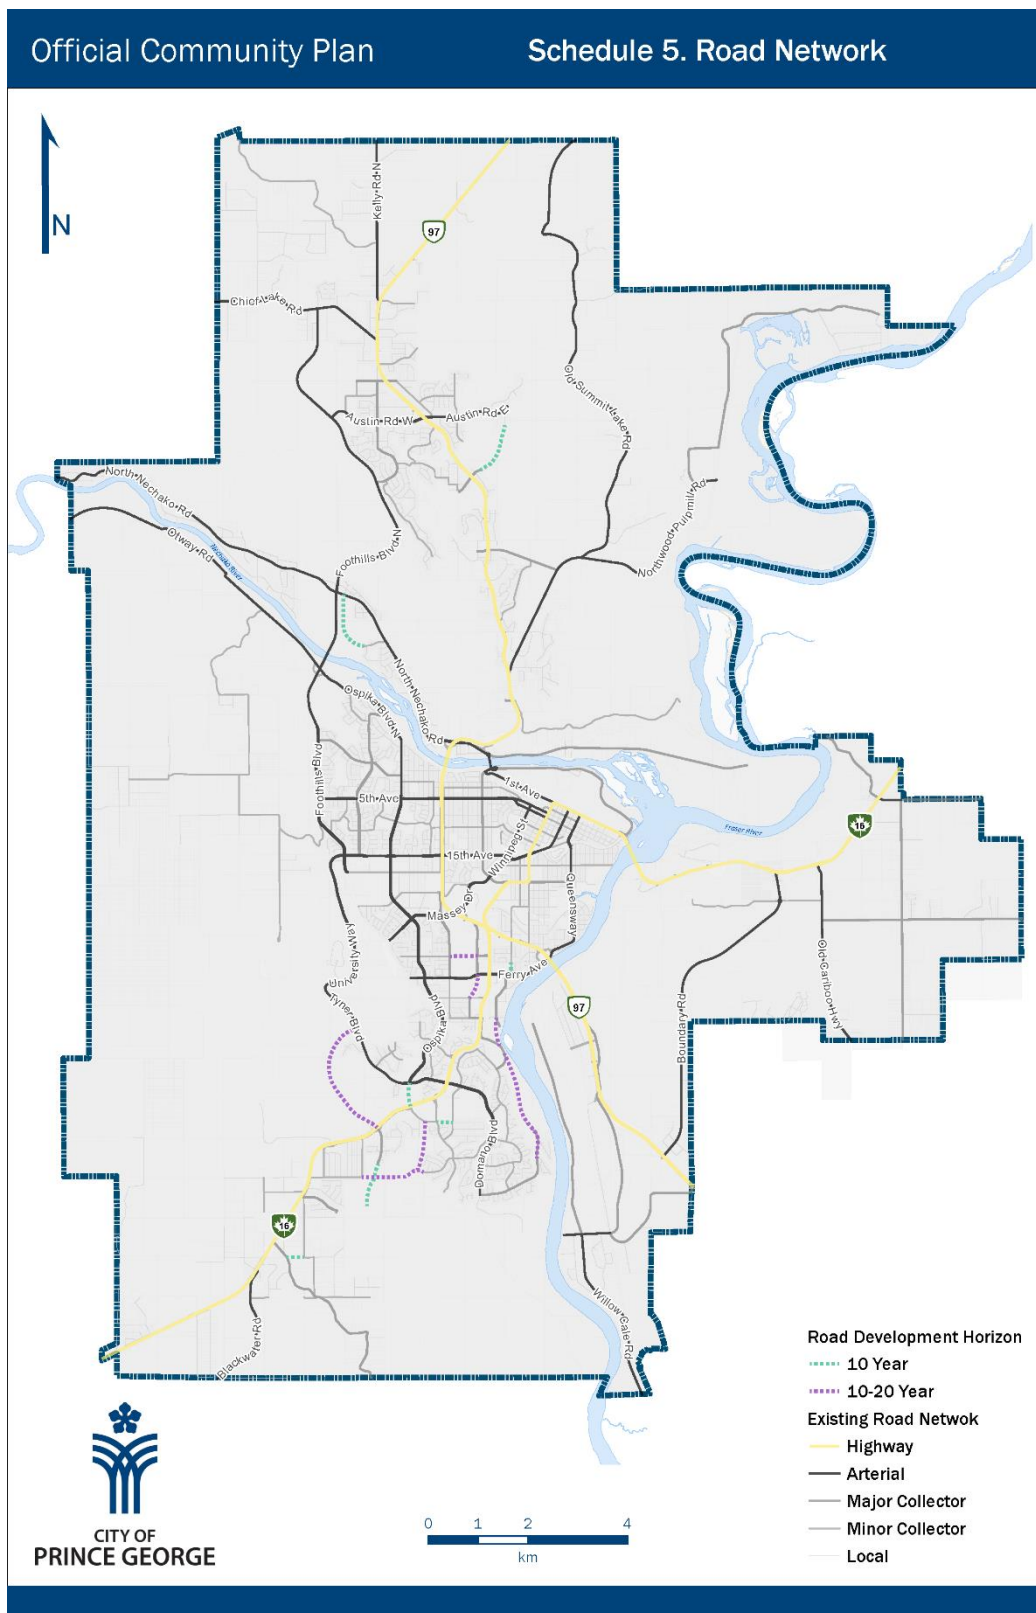 Official Community Plan
Schedule 5. Road Network
N
Kelly Rd N
97
Chief Lake Rd
Old Summit Lake Rd
Austin Rd W
Austin Rd E
North Nechako Rd
Otway Rd
Nechako River
Foothills Blvd N
Northwood Pulpmill Rd
Ospika Blvd N
North Nechako Rd
Foothills Blvd
1st Ave
5th Ave
Winnipeg St
15th Ave
Fraser River
16
Massey Dr
Queensway
University Way
Ferry Ave
Old Cariboo Hwy
Tyner Blvd
Ospika Blvd
97
Boundary Rd
Domano Blvd
16
Willow Cale Rd
Blackwater Rd
Road Development Horizon
10 Year
10-20 Year
Existing Road Netwok
Highway
Arterial
Major Collector
Minor Collector
Local
0 1 2 4
km
CITY OF
PRINCE GEORGE